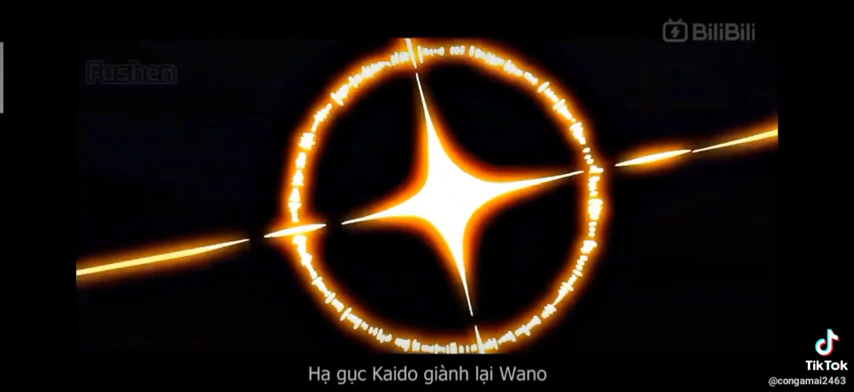 BiliBili
Fushen
Hạ gục Kaido giành lại Wano
TikTok
@congamai2463